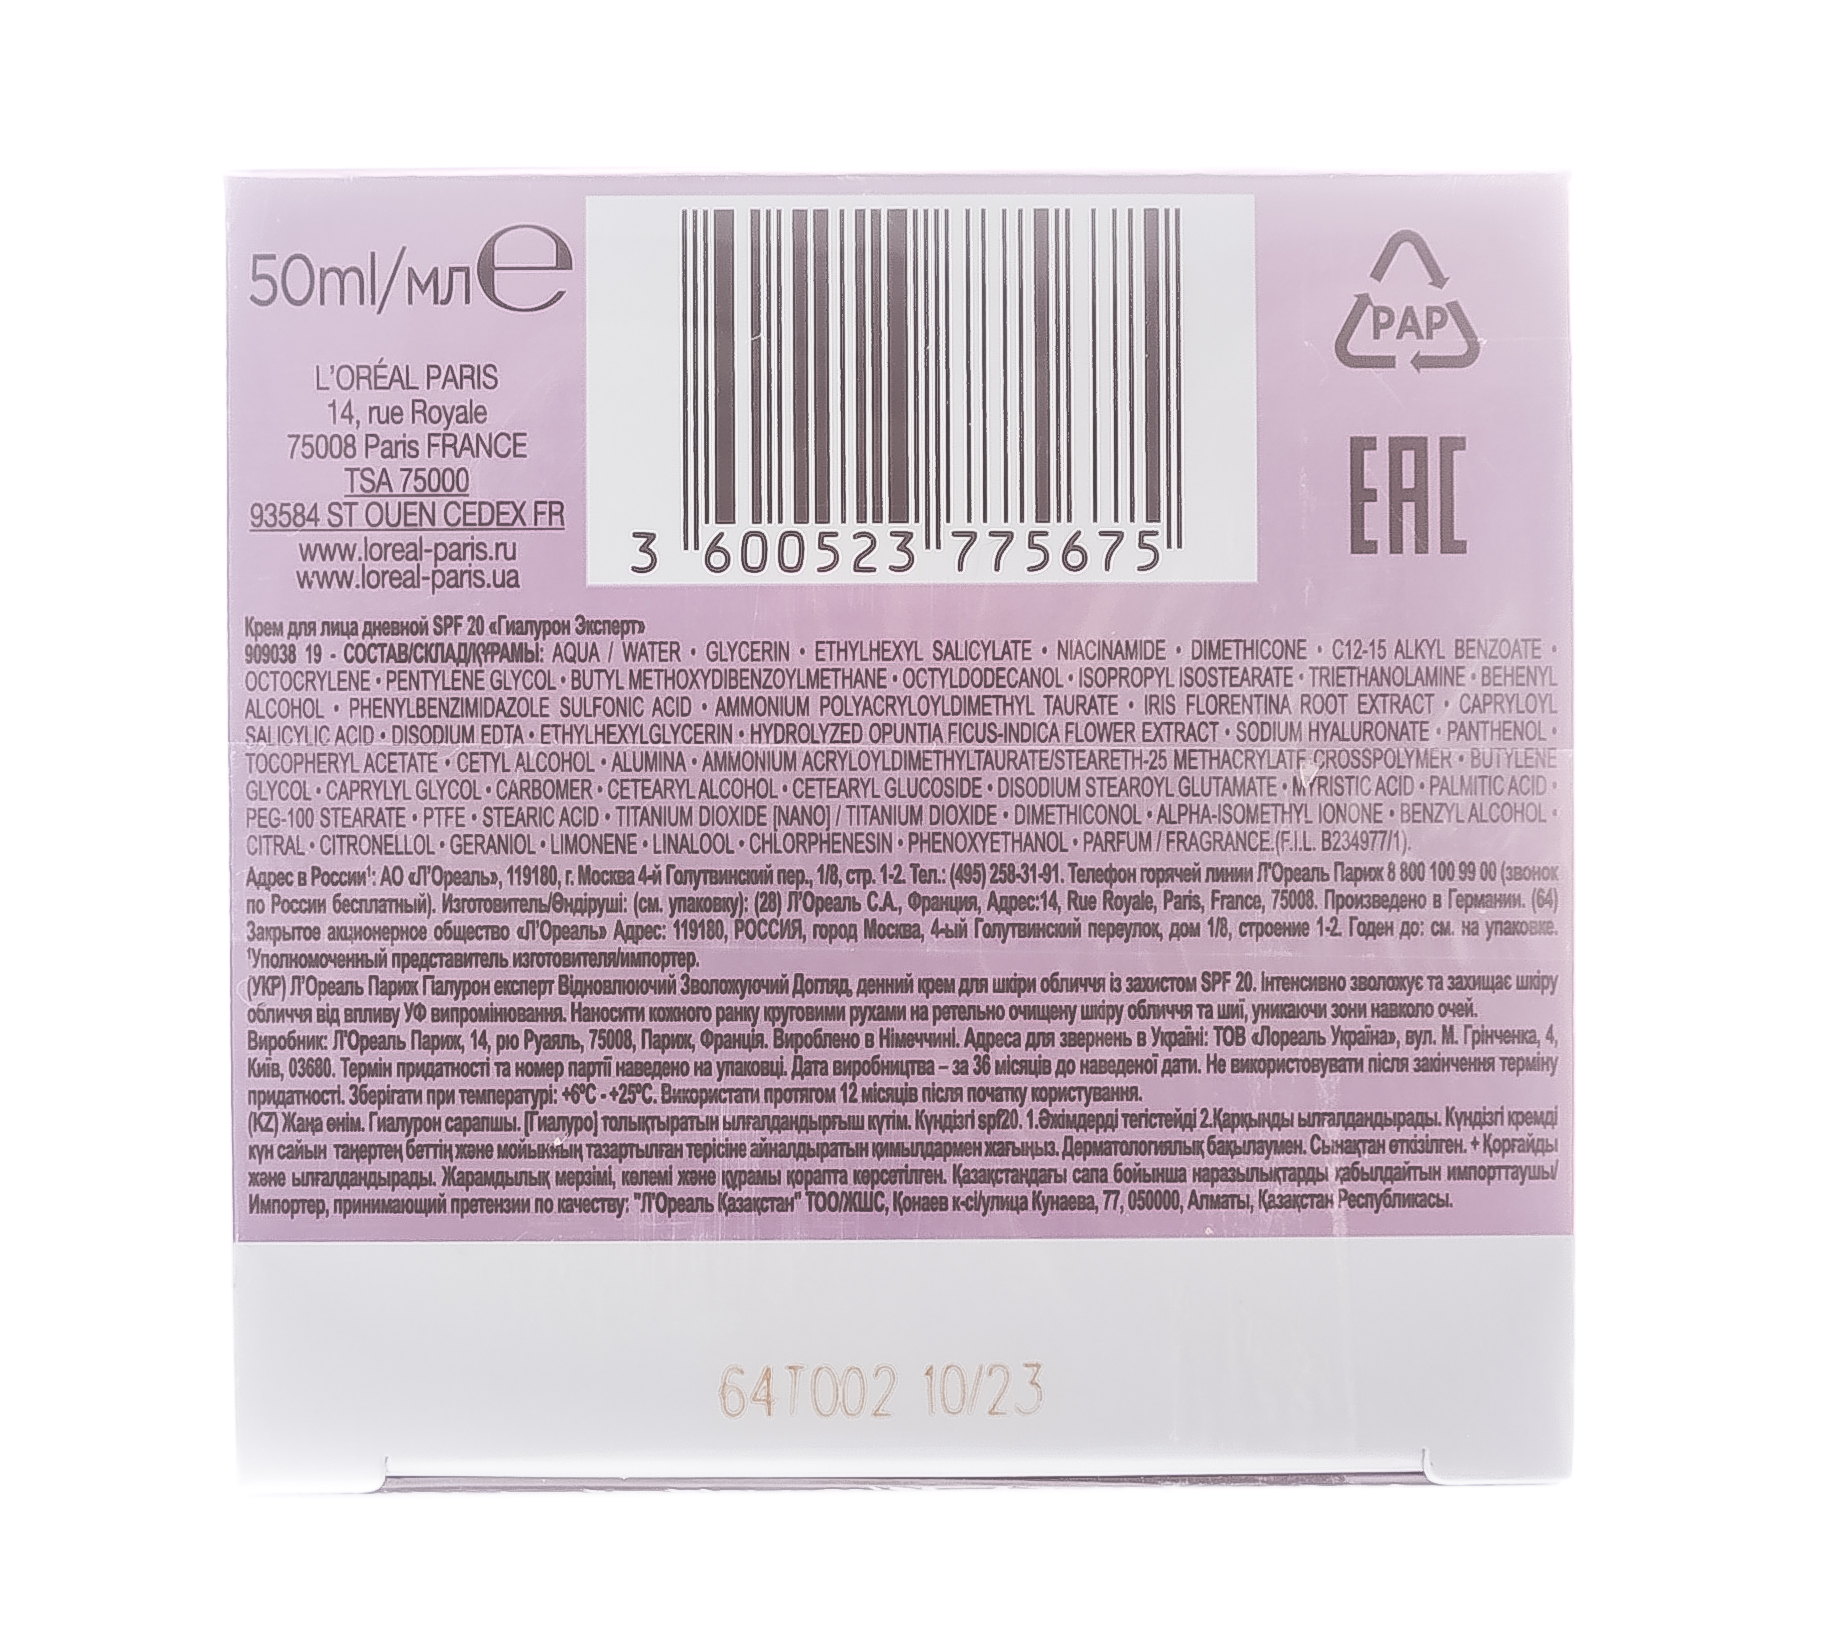 50ml/мл e
L'ORÉAL PARIS
14, rue Royale
75008 Paris FRANCE
TSA 75000
93584 ST OUEN CEDEX FR
www.loreal-paris.ru
www.loreal-paris.ua
3 600523 775675
PAP
EAC
Крем для лица дневной SPF 20 «Гиалурон Эксперт»
909038 19 - СОСТАВ/СКЛАД/ҚҰРАМЫ: AQUA / WATER • GLYCERIN • ETHYLHEXYL SALICYLATE • NIACINAMIDE • DIMETHICONE • C12-15 ALKYL BENZOATE •
OCTOCRYLENE • PENTYLENE GLYCOL • BUTYL METHOXYDIBENZOYLMETHANE • OCTYLDODECANOL • ISOPROPYL ISOSTEARATE • TRIETHANOLAMINE • BEHENYL
ALCOHOL • PHENYLBENZIMIDAZOLE SULFONIC ACID • AMMONIUM POLYACRYLOYLDIMETHYL TAURATE • IRIS FLORENTINA ROOT EXTRACT • CAPRYLOYL
SALICYLIC ACID • DISODIUM EDTA • ETHYLHEXYLGLYCERIN • HYDROLYZED OPUNTIA FICUS-INDICA FLOWER EXTRACT • SODIUM HYALURONATE • PANTHENOL •
TOCOPHERYL ACETATE • CETYL ALCOHOL • ALUMINA • AMMONIUM ACRYLOYLDIMETHYLTAURATE/STEARETH-25 METHACRYLATE CROSSPOLYMER • BUTYLENE
GLYCOL • CAPRYLYL GLYCOL • CARBOMER • CETEARYL ALCOHOL • CETEARYL GLUCOSIDE • DISODIUM STEAROYL GLUTAMATE • MYRISTIC ACID • PALMITIC ACID •
PEG-100 STEARATE • PTFE • STEARIC ACID • TITANIUM DIOXIDE [NANO] / TITANIUM DIOXIDE • DIMETHICONOL • ALPHA-ISOMETHYL IONONE • BENZYL ALCOHOL •
CITRAL • CITRONELLOL • GERANIOL • LIMONENE • LINALOOL • CHLORPHENESIN • PHENOXYETHANOL • PARFUM / FRAGRANCE.(F.I.L. B234977/1).
Адрес в России¹: АО «Л'Ореаль», 119180, г. Москва 4-й Голутвинский пер., 1/8, стр. 1-2. Тел.: (495) 258-31-91. Телефон горячей линии Л'Ореаль Париж 8 800 100 99 00 (звонок
по России бесплатный). Изготовитель/Өндіруші: (см. упаковку): (28) Л'Ореаль С.А., Франция, Адрес:14, Rue Royale, Paris, France, 75008. Произведено в Германии. (64)
Закрытое акционерное общество «Л'Ореаль» Адрес: 119180, РОССИЯ, город Москва, 4-ый Голутвинский переулок, дом 1/8, строение 1-2. Годен до: см. на упаковке.
¹Уполномоченный представитель изготовителя/импортер.
(УКР) Л'Ореаль Париж Гіалурон експерт Відновлюючий Зволожуючий Догляд, денний крем для шкіри обличчя із захистом SPF 20. Інтенсивно зволожує та захищає шкіру
обличчя від впливу УФ випромінювання. Наносити кожного ранку круговими рухами на ретельно очищену шкіру обличчя та шиї, уникаючи зони навколо очей.
Виробник: Л'Ореаль Париж, 14, рю Руаяль, 75008, Париж, Франція. Вироблено в Німеччині. Адреса для звернень в Україні: ТОВ «Лореаль Україна», вул. М. Грінченка, 4,
Київ, 03680. Термін придатності та номер партії наведено на упаковці. Дата виробництва – за 36 місяців до наведеної дати. Не використовувати після закінчення терміну
придатності. Зберігати при температурі: +6°C - +25°C. Використати протягом 12 місяців після початку користування.
(KZ) Жаңа өнім. Гиалурон сарапшы. [Гиалуро] толықтыратын ылғалдандырғыш күтім. Күндізгі spf20. 1.Әжімдерді тегістейді 2.Қарқынды ылғалдандырады. Күндізгі кремді
күн сайын таңертең беттің және мойынның тазартылған терісіне айналдыратын қимылдармен жағыңыз. Дерматологиялық бақылаумен. Сынақтан өткізілген. + Қорғайды
және ылғалдандырады. Жарамдылық мерзімі, көлемі және құрамы қорапта көрсетілген. Қазақстандағы сапа бойынша наразылықтарды қабылдайтын импорттаушы/
Импортер, принимающий претензии по качеству: "Л'Ореаль Қазақстан" ТОО/ЖШС, Қонаев к-сі/улица Кунаева, 77, 050000, Алматы, Қазақстан Республикасы.
64T002 10/23